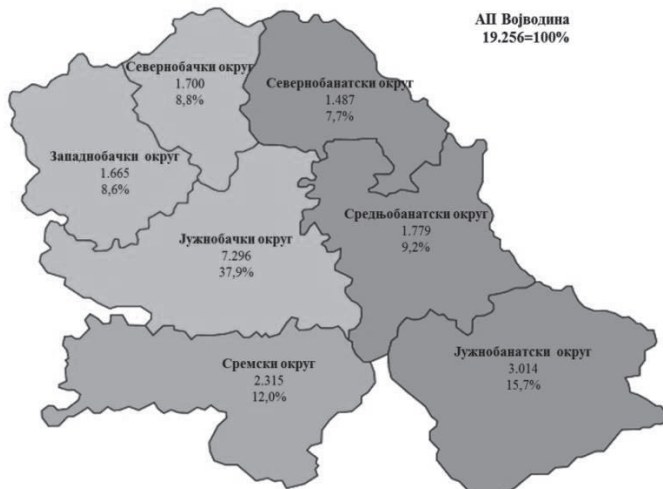 АП Војводина
19.256=100%
Севернобачки округ
1.700
8,8%
Севернобанатски округ
1.487
7,7%
Западнобачки округ
1.665
8,6%
Јужнобачки округ
7.296
37,9%
Средњобанатски округ
1.779
9,2%
Јужнобанатски округ
3.014
15,7%
Сремски округ
2.315
12,0%